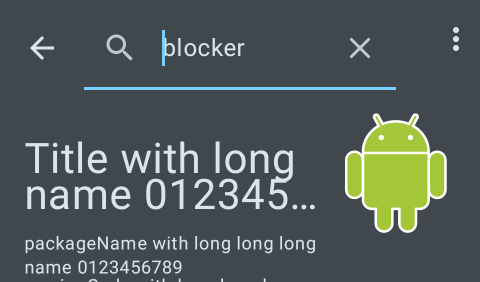 blocker
Title with long
name 012345…
packageName with long long long
name 0123456789